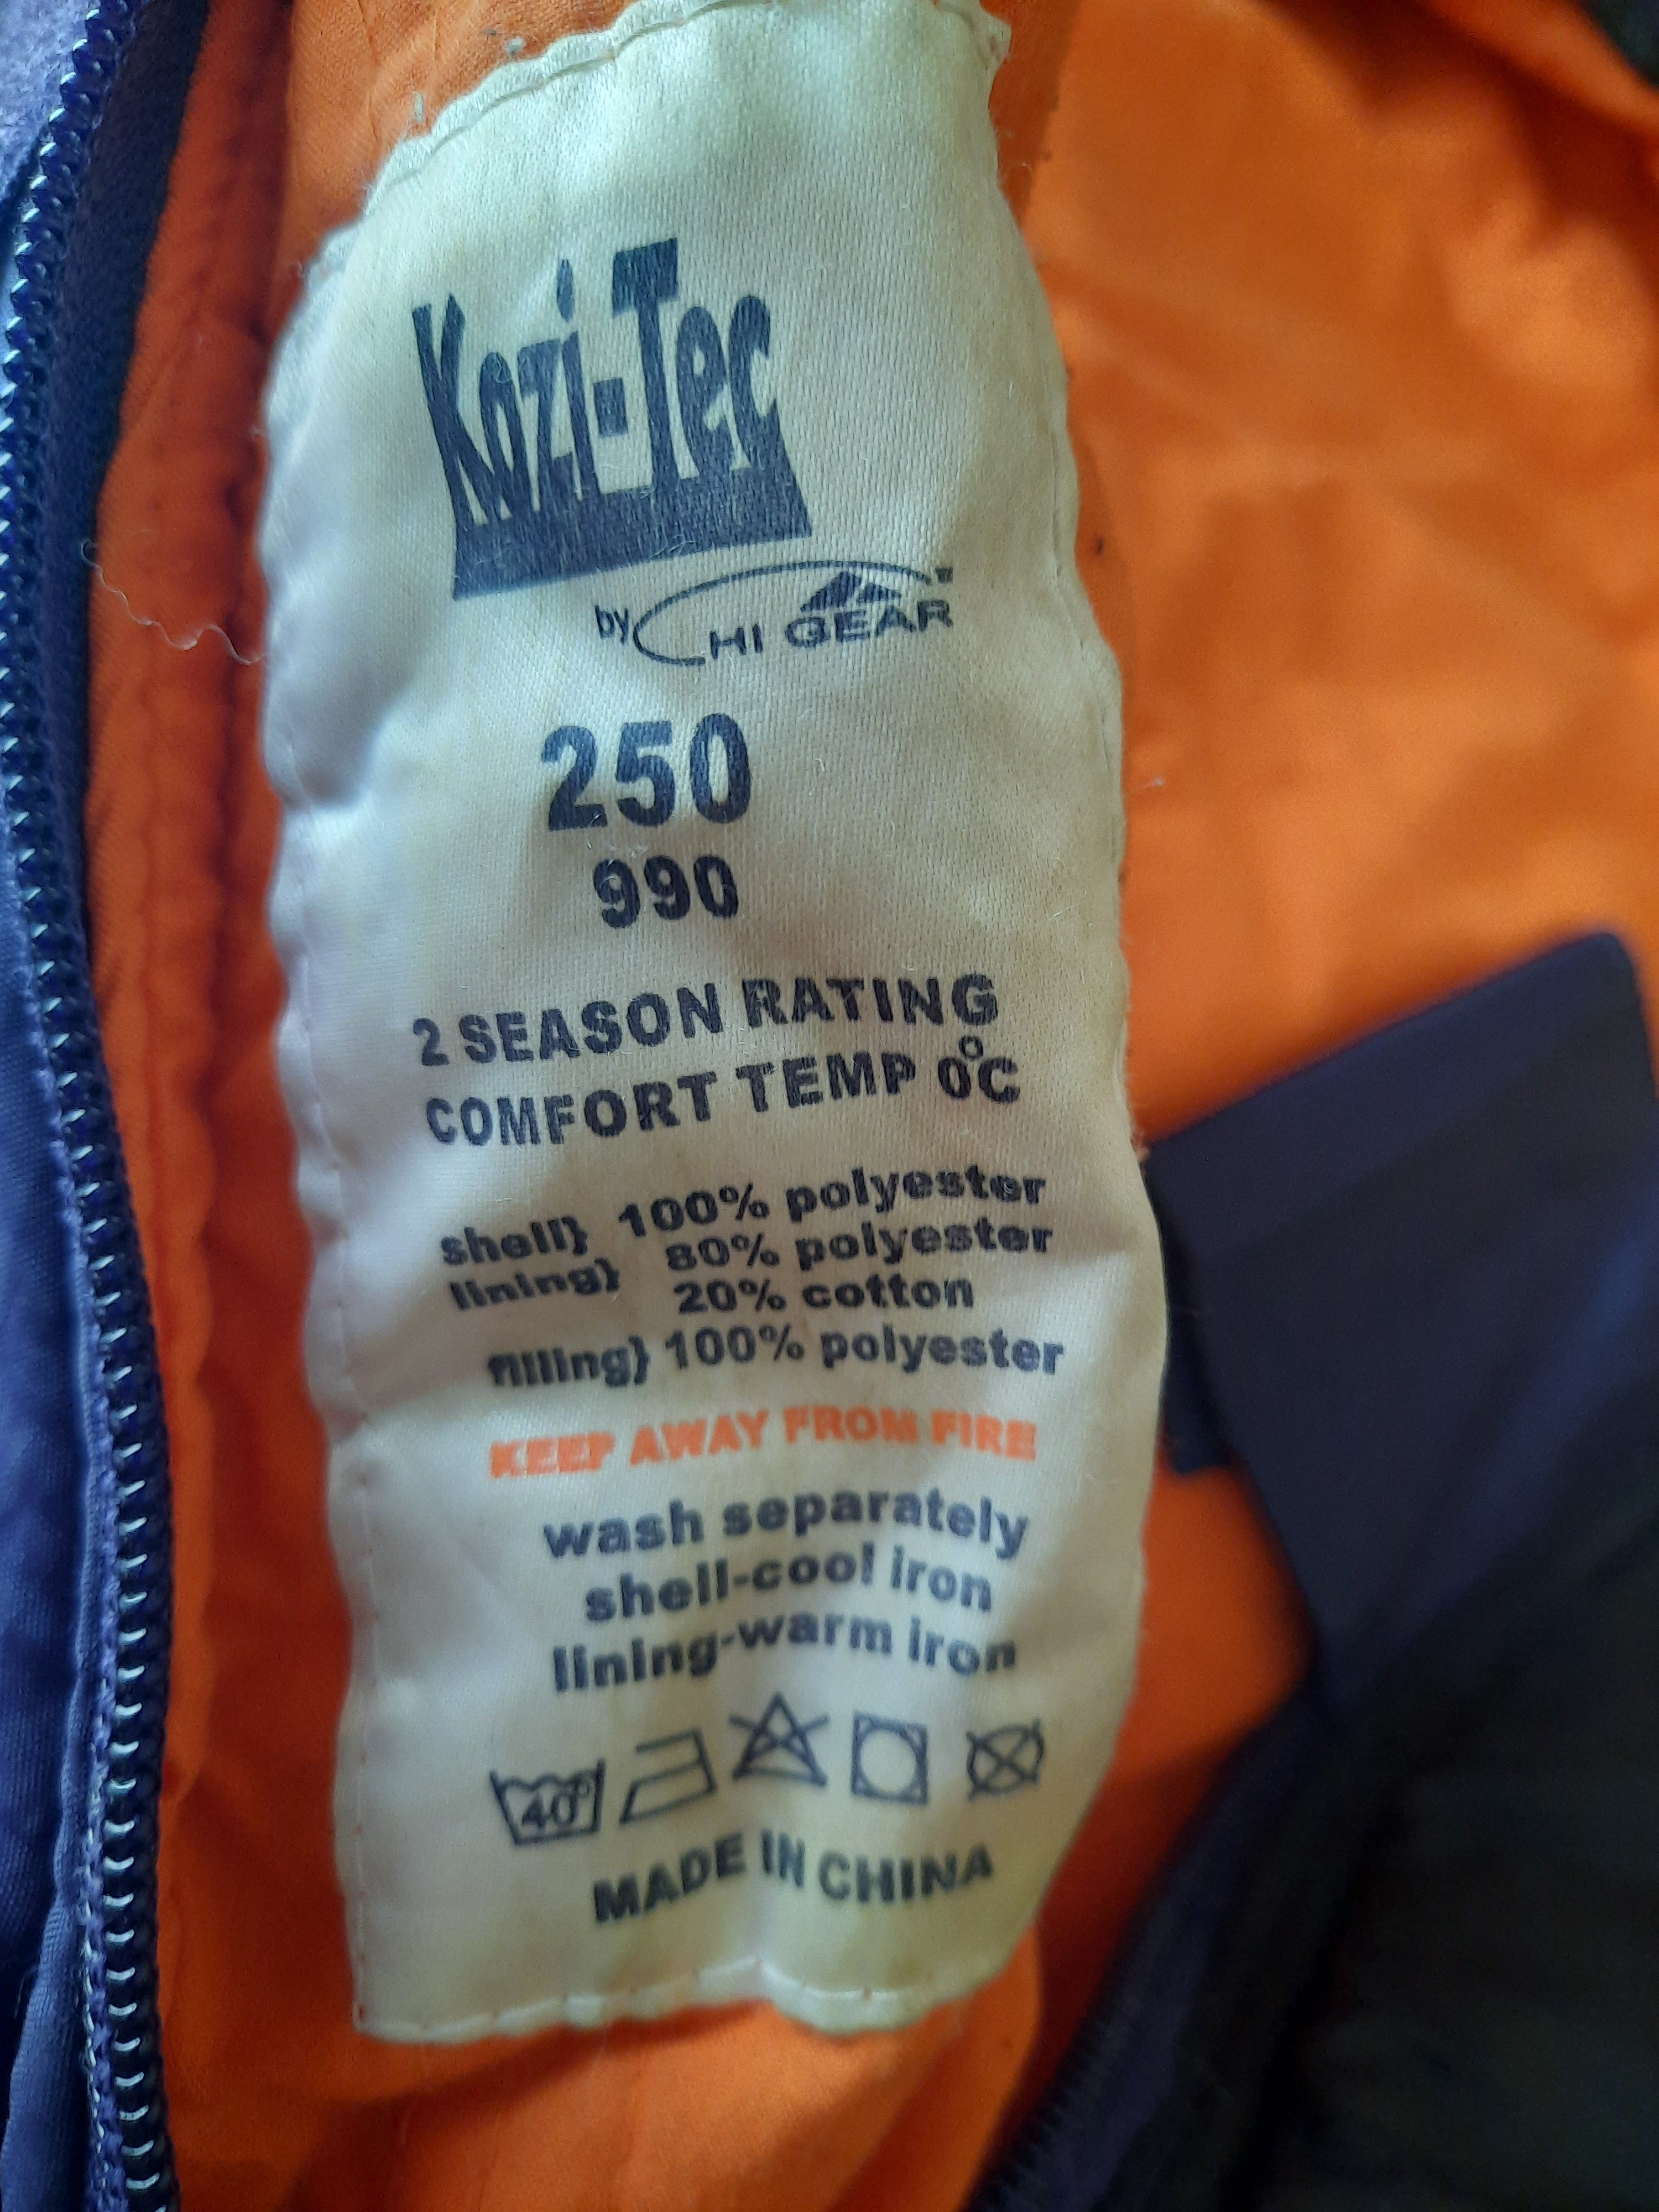 Kozi-Tec
by HI GEAR™
250
990
2 SEASON RATING
COMFORT TEMP 0°C
shell} 100% polyester
lining} 80% polyester
20% cotton
filling} 100% polyester
KEEP AWAY FROM FIRE
wash separately
shell-cool iron
lining-warm iron
40°
MADE IN CHINA